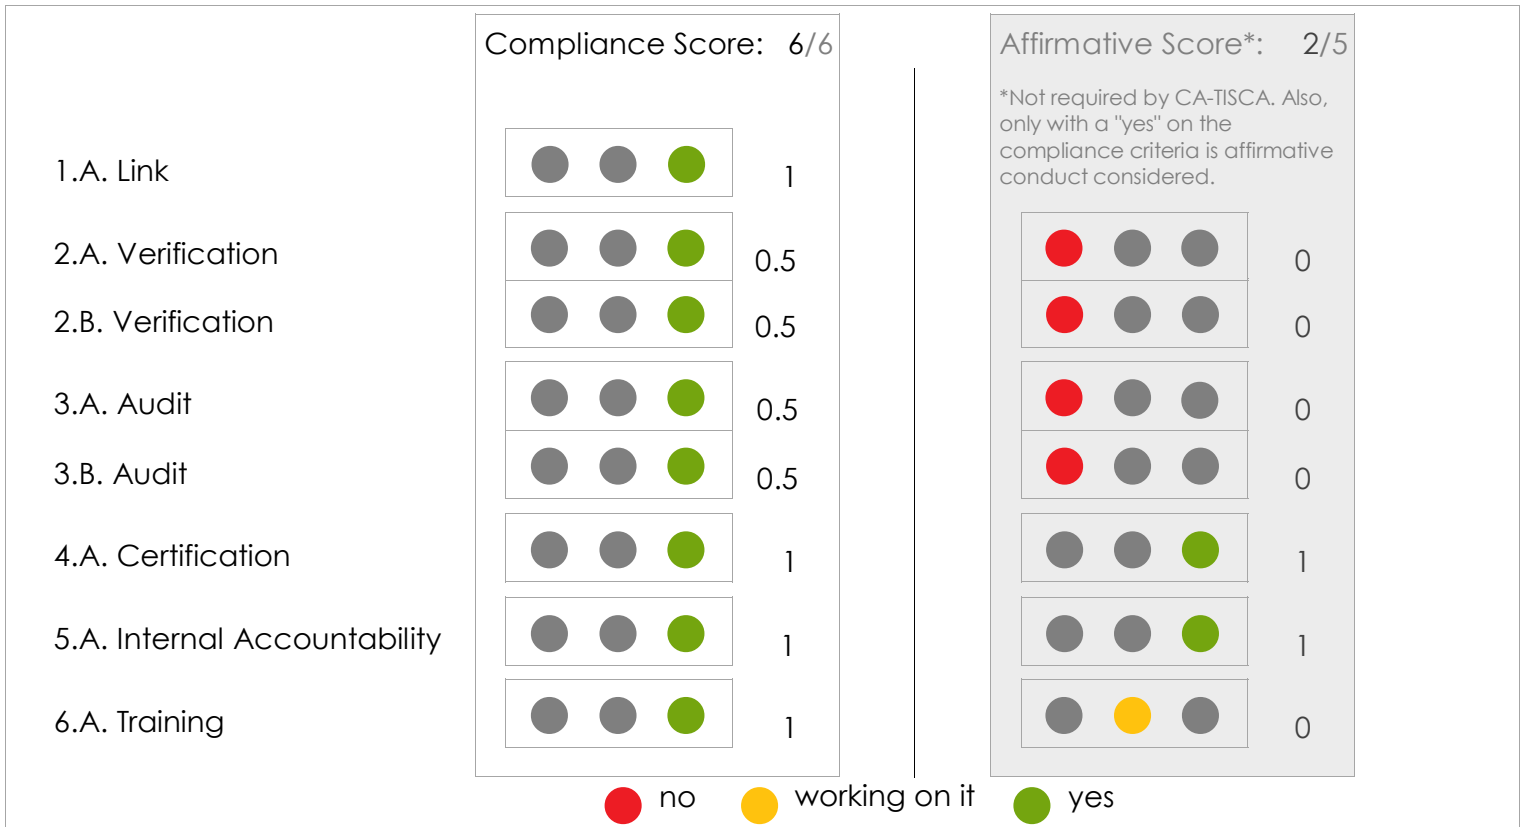 Compliance Score: 6/6
Affirmative Score*: 2/5
*Not required by CA-TISCA. Also,
only with a "yes" on the
compliance criteria is affirmative
conduct considered.
1.A. Link 1
2.A. Verification 0.5 0
2.B. Verification 0.5 0
3.A. Audit 0.5 0
3.B. Audit 0.5 0
4.A. Certification 1 1
5.A. Internal Accountability 1 1
6.A. Training 1 0
no working on it yes